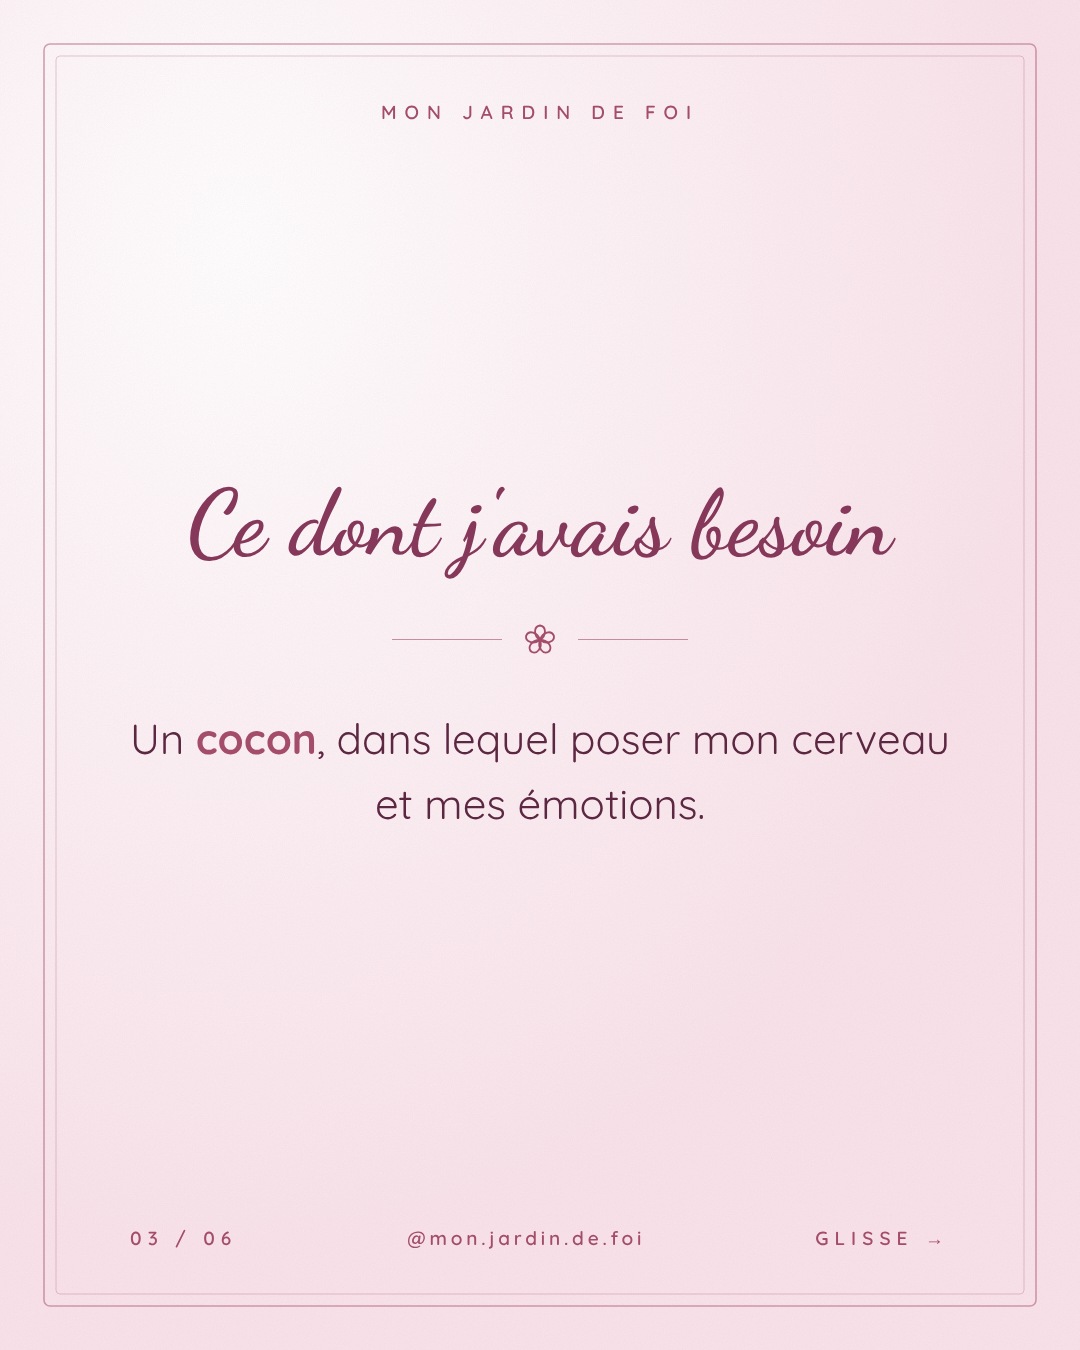 MON JARDIN DE FOI
Ce dont j'avais besoin
Un cocon, dans lequel poser mon cerveau
et mes émotions.
03 / 06
@mon.jardin.de.foi
GLISSE →